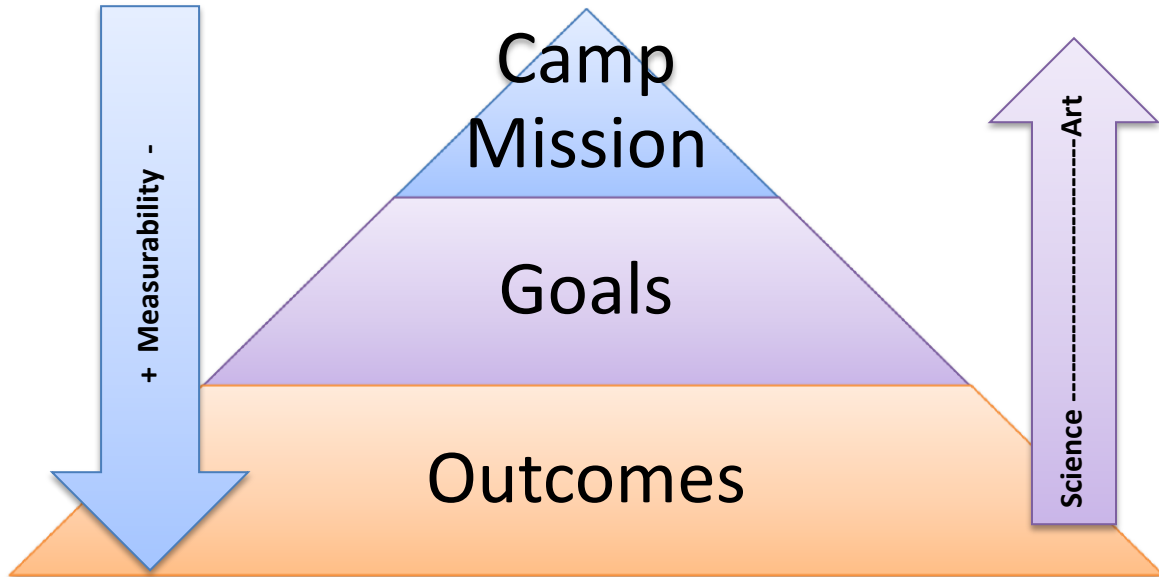 Camp
Mission
Goals
Outcomes
+ Measurability -
Science ----------------------------Art